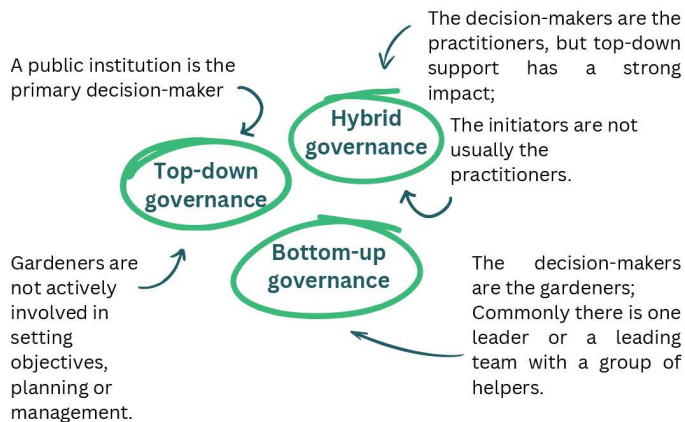 The decision-makers are the
practitioners, but top-down
support has a strong
impact;
A public institution is the
primary decision-maker
Hybrid
governance
The initiators are not
usually the
practitioners.
Top-down
governance
Bottom-up
governance
Gardeners are
not actively
involved in
setting
objectives,
planning or
management.
The decision-makers
are the gardeners;
Commonly there is one
leader or a leading
team with a group of
helpers.